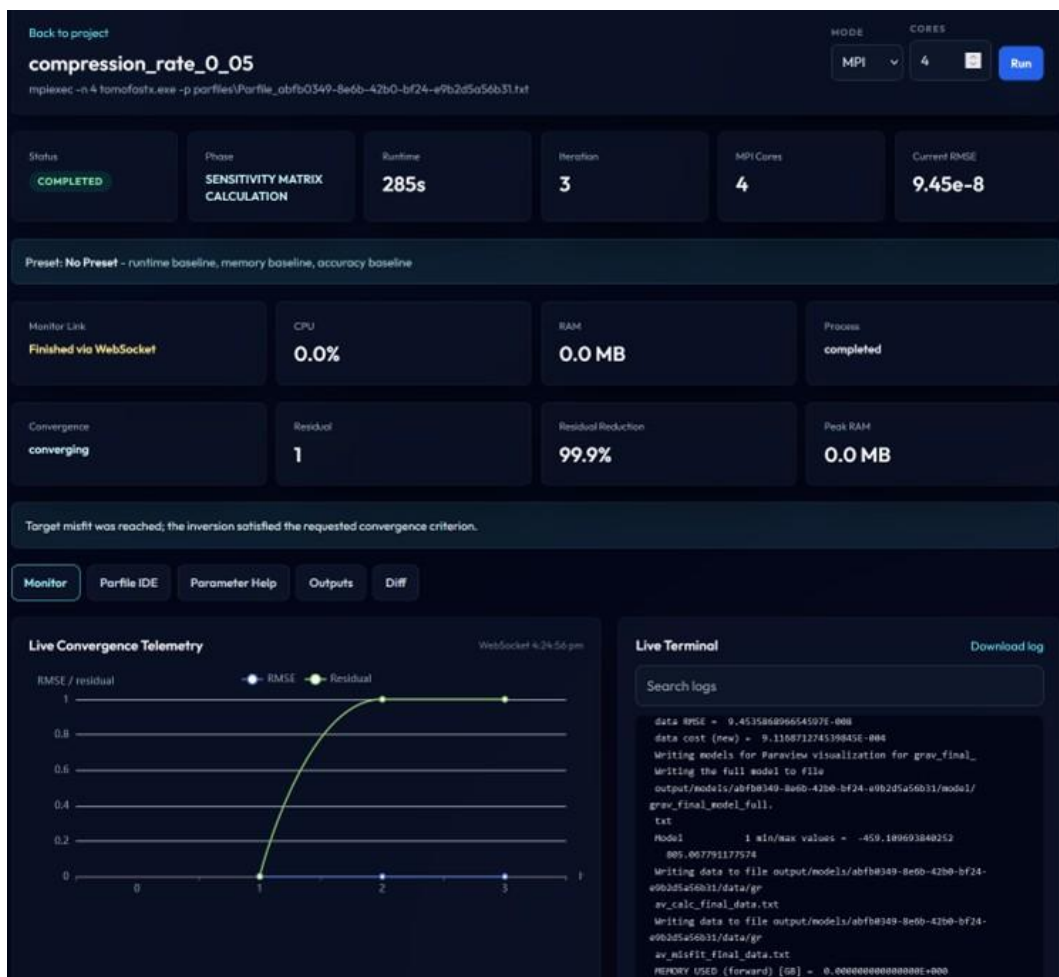 Back to project
compression_rate_0_05
mpiexec -n 4 tomofastx.exe -p parfiles\Parfile_abfb0349-8e6b-42b0-bf24-e9b2d5a56b31.txt
MODE
CORES
MPI
4
Run
Status
Phase
Runtime
Iteration
MPI Cores
Current RMSE
COMPLETED
SENSITIVITY MATRIX
CALCULATION
285s
3
4
9.45e-8
Preset: No Preset - runtime baseline, memory baseline, accuracy baseline
Monitor Link
CPU
RAM
Process
Finished via WebSocket
0.0%
0.0 MB
completed
Convergence
Residual
Residual Reduction
Peak RAM
converging
1
99.9%
0.0 MB
Target misfit was reached; the inversion satisfied the requested convergence criterion.
Monitor
Parfile IDE
Parameter Help
Outputs
Diff
Live Convergence Telemetry
WebSocket 4:24:56 pm
RMSE / residual
RMSE
Residual
1
0.8
0.6
0.4
0.2
0
0
1
2
3
Live Terminal
Download log
Search logs
data RMSE =
data cost (new) =
Writing models for Paraview visualization for grav_final_
Writing the full model to file
output/models/abfb0349-8e6b-42b0-bf24-e9b2d5a56b31/model/
grav_final_model_full.
txt
Model 1 min/max values = -459.109693840252
805.067791177574
Writing data to file output/models/abfb0349-8e6b-42b0-bf24-
e9b2d5a56b31/data/gr
av_calc_final_data.txt
Writing data to file output/models/abfb0349-8e6b-42b0-bf24-
e9b2d5a56b31/data/gr
av_misfit_final_data.txt
MEMORY USED (forward) [GB] =